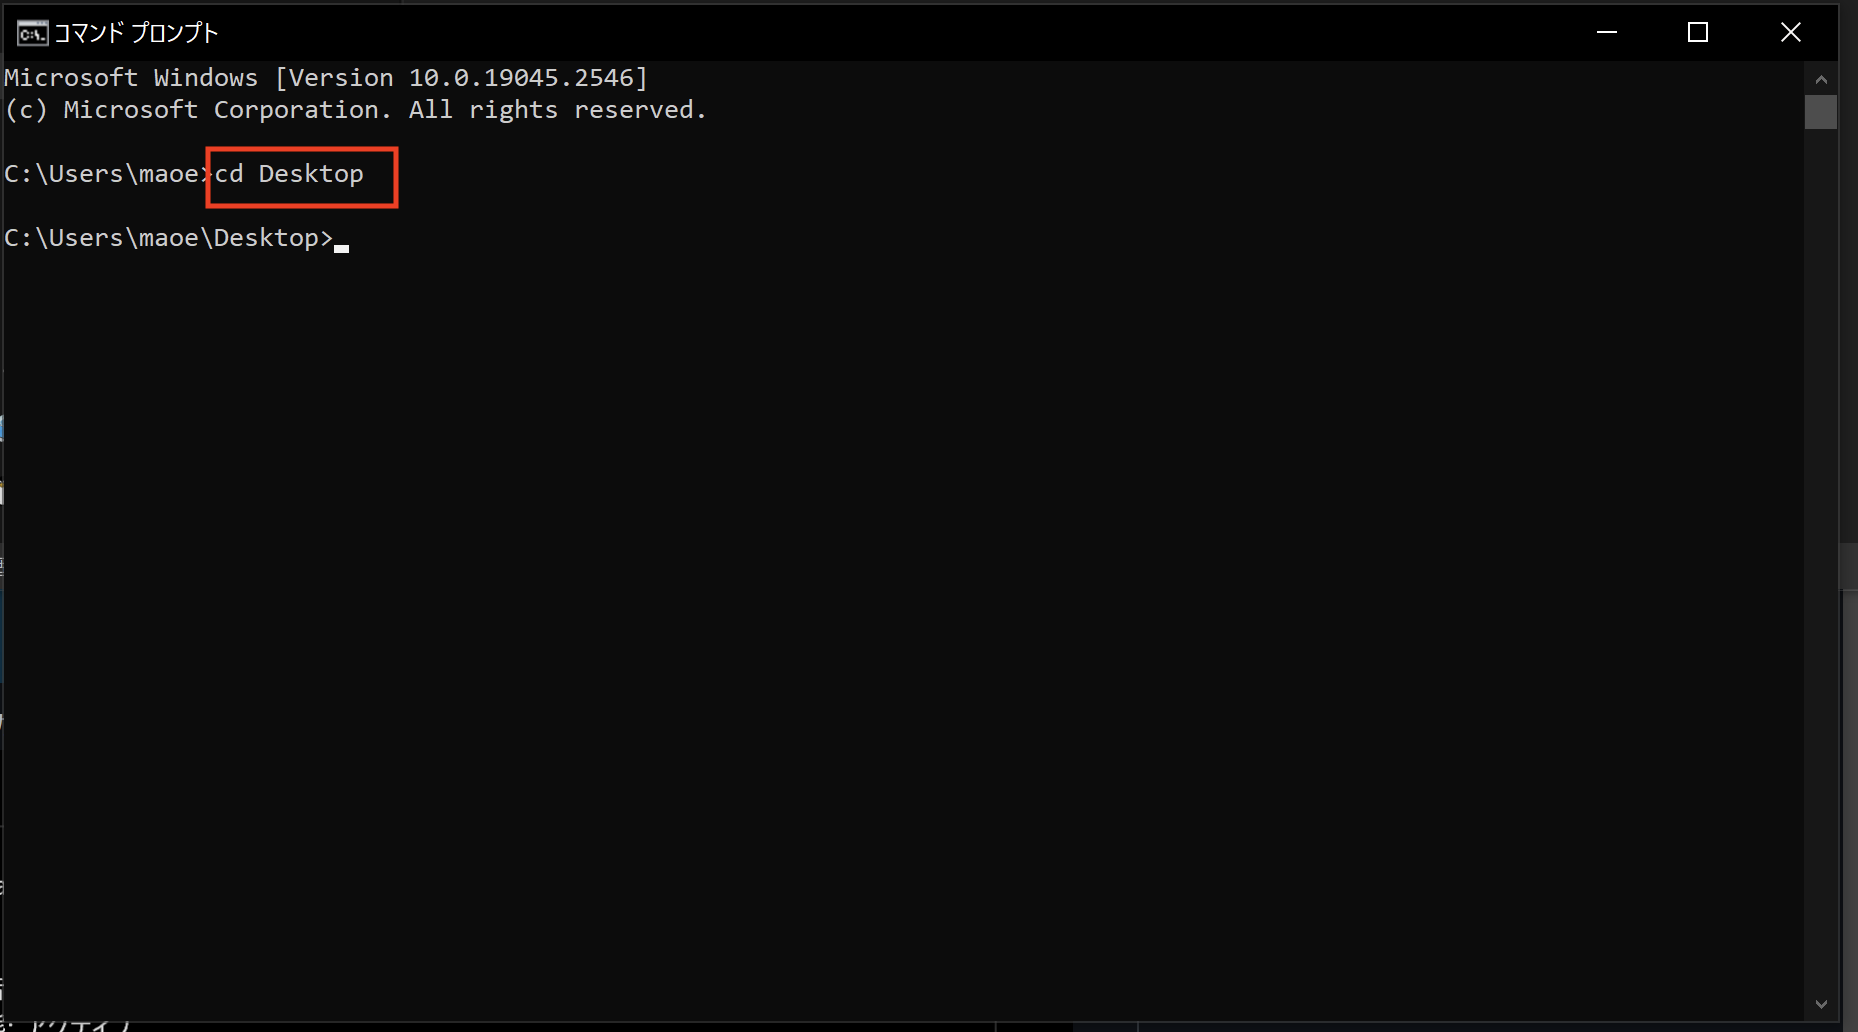 コマンド プロンプト
Microsoft Windows [Version 10.0.19045.2546]
(c) Microsoft Corporation. All rights reserved.
C:\Users\maoe>cd Desktop
C:\Users\maoe\Desktop>